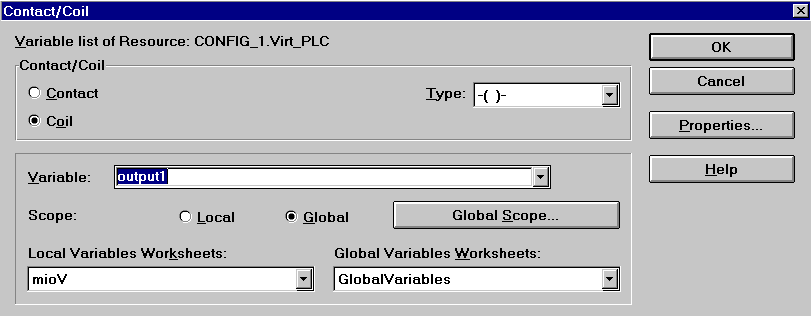 Contact/Coil
Variable list of Resource: CONFIG_1.Virt_PLC
OK
Contact/Coil
Contact
Type: -( )-
Cancel
Coil
Properties...
Variable: output1
Help
Scope: Local Global Global Scope...
Local Variables Worksheets: Global Variables Worksheets:
mioV GlobalVariables